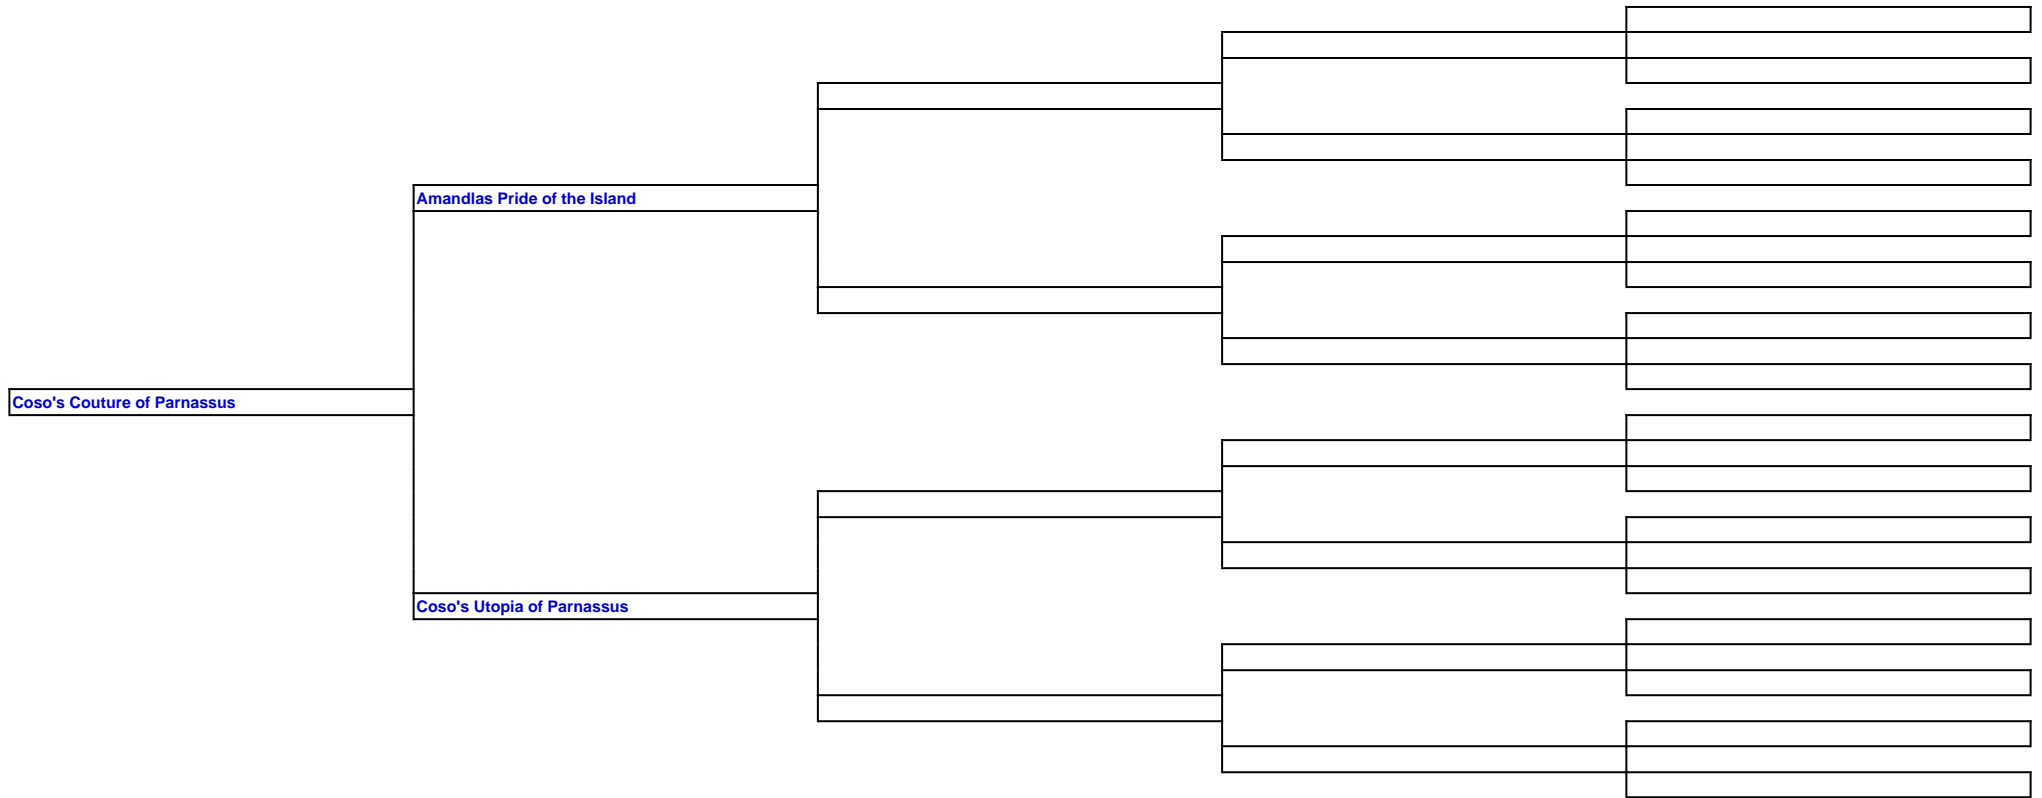 Amandlas Pride of the Island
Coso's Couture of Parnassus
Coso's Utopia of Parnassus